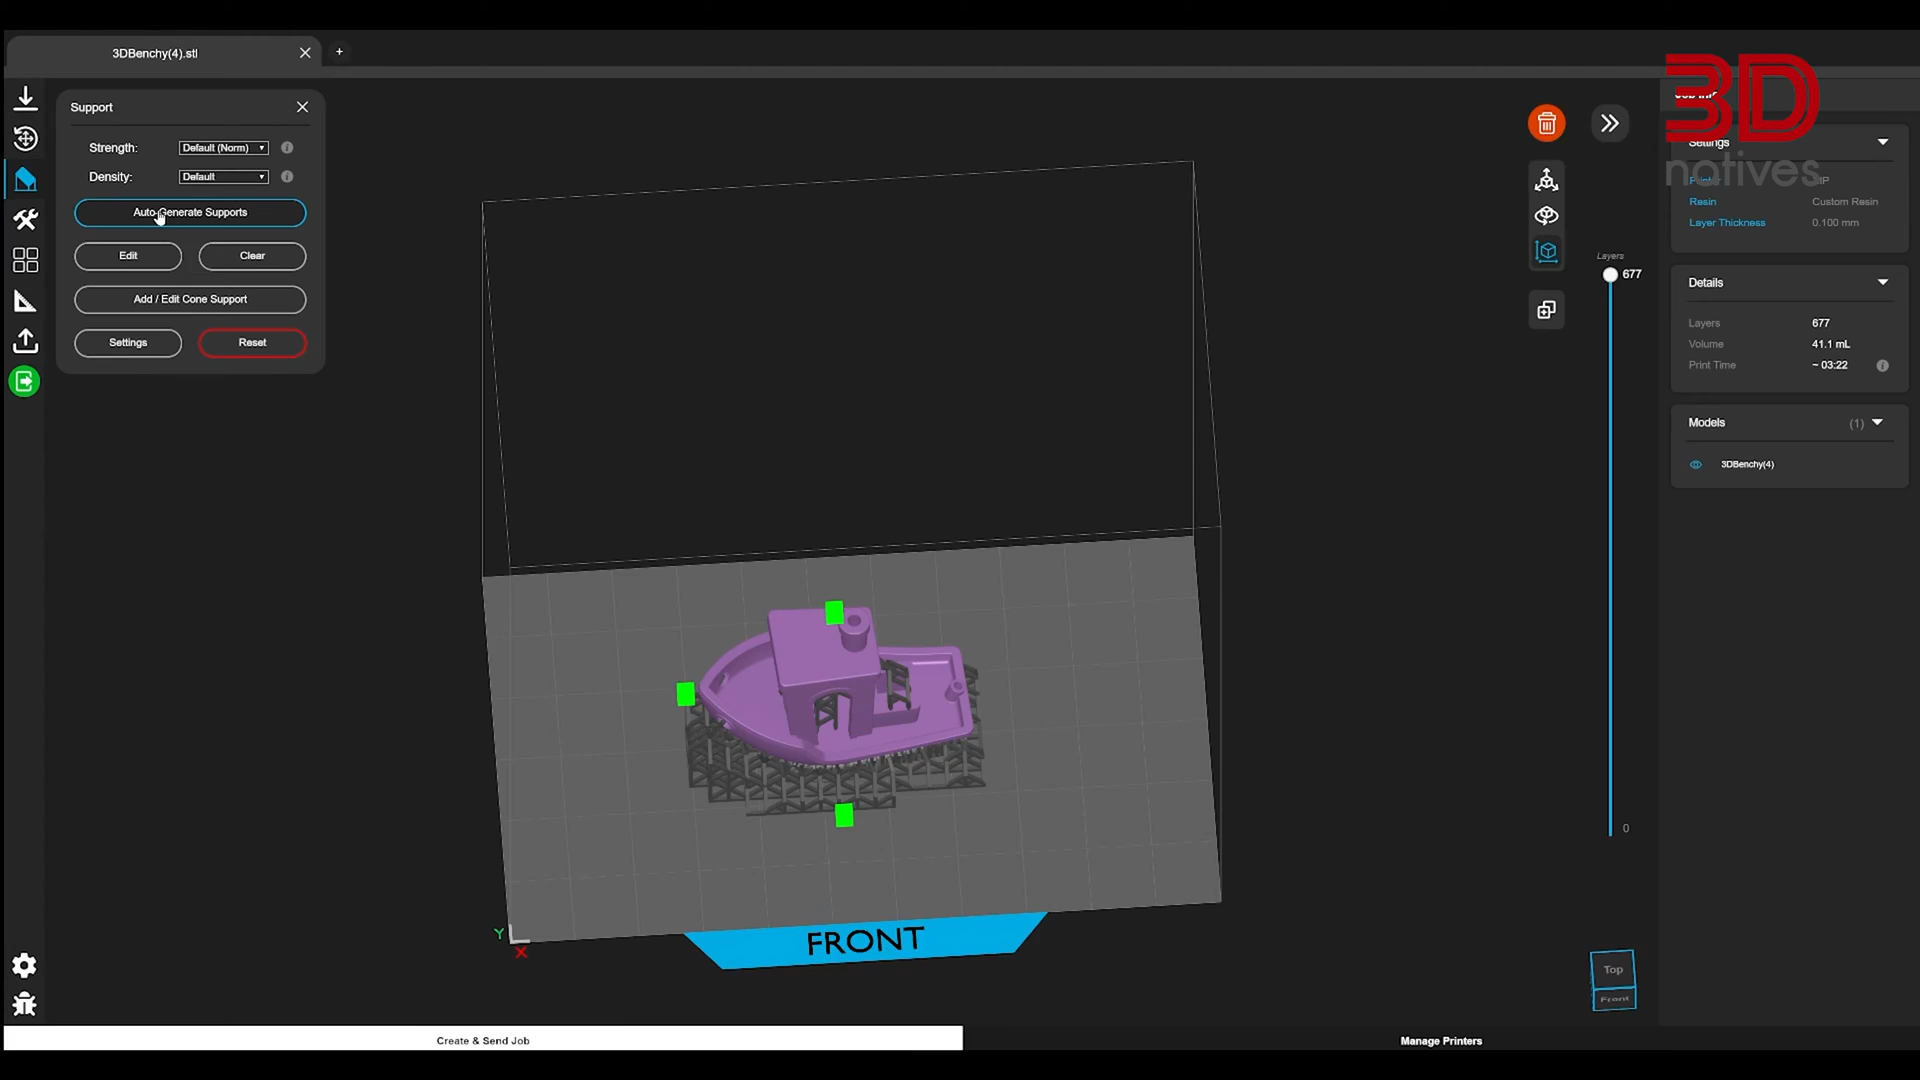 3DBenchy(4).stl
+
Support
Strength: Default (Norm)
Density: Default
Auto-Generate Supports
Edit Clear
Add / Edit Cone Support
Settings Reset
3D
natives
Settings
Resin Custom Resin
Layer Thickness 0.100 mm
Layers
677
0
Details
Layers 677
Volume 41.1 mL
Print Time ~ 03:22
Models (1)
3DBenchy(4)
Y
X
FRONT
Top
Front
Create & Send Job
Manage Printers